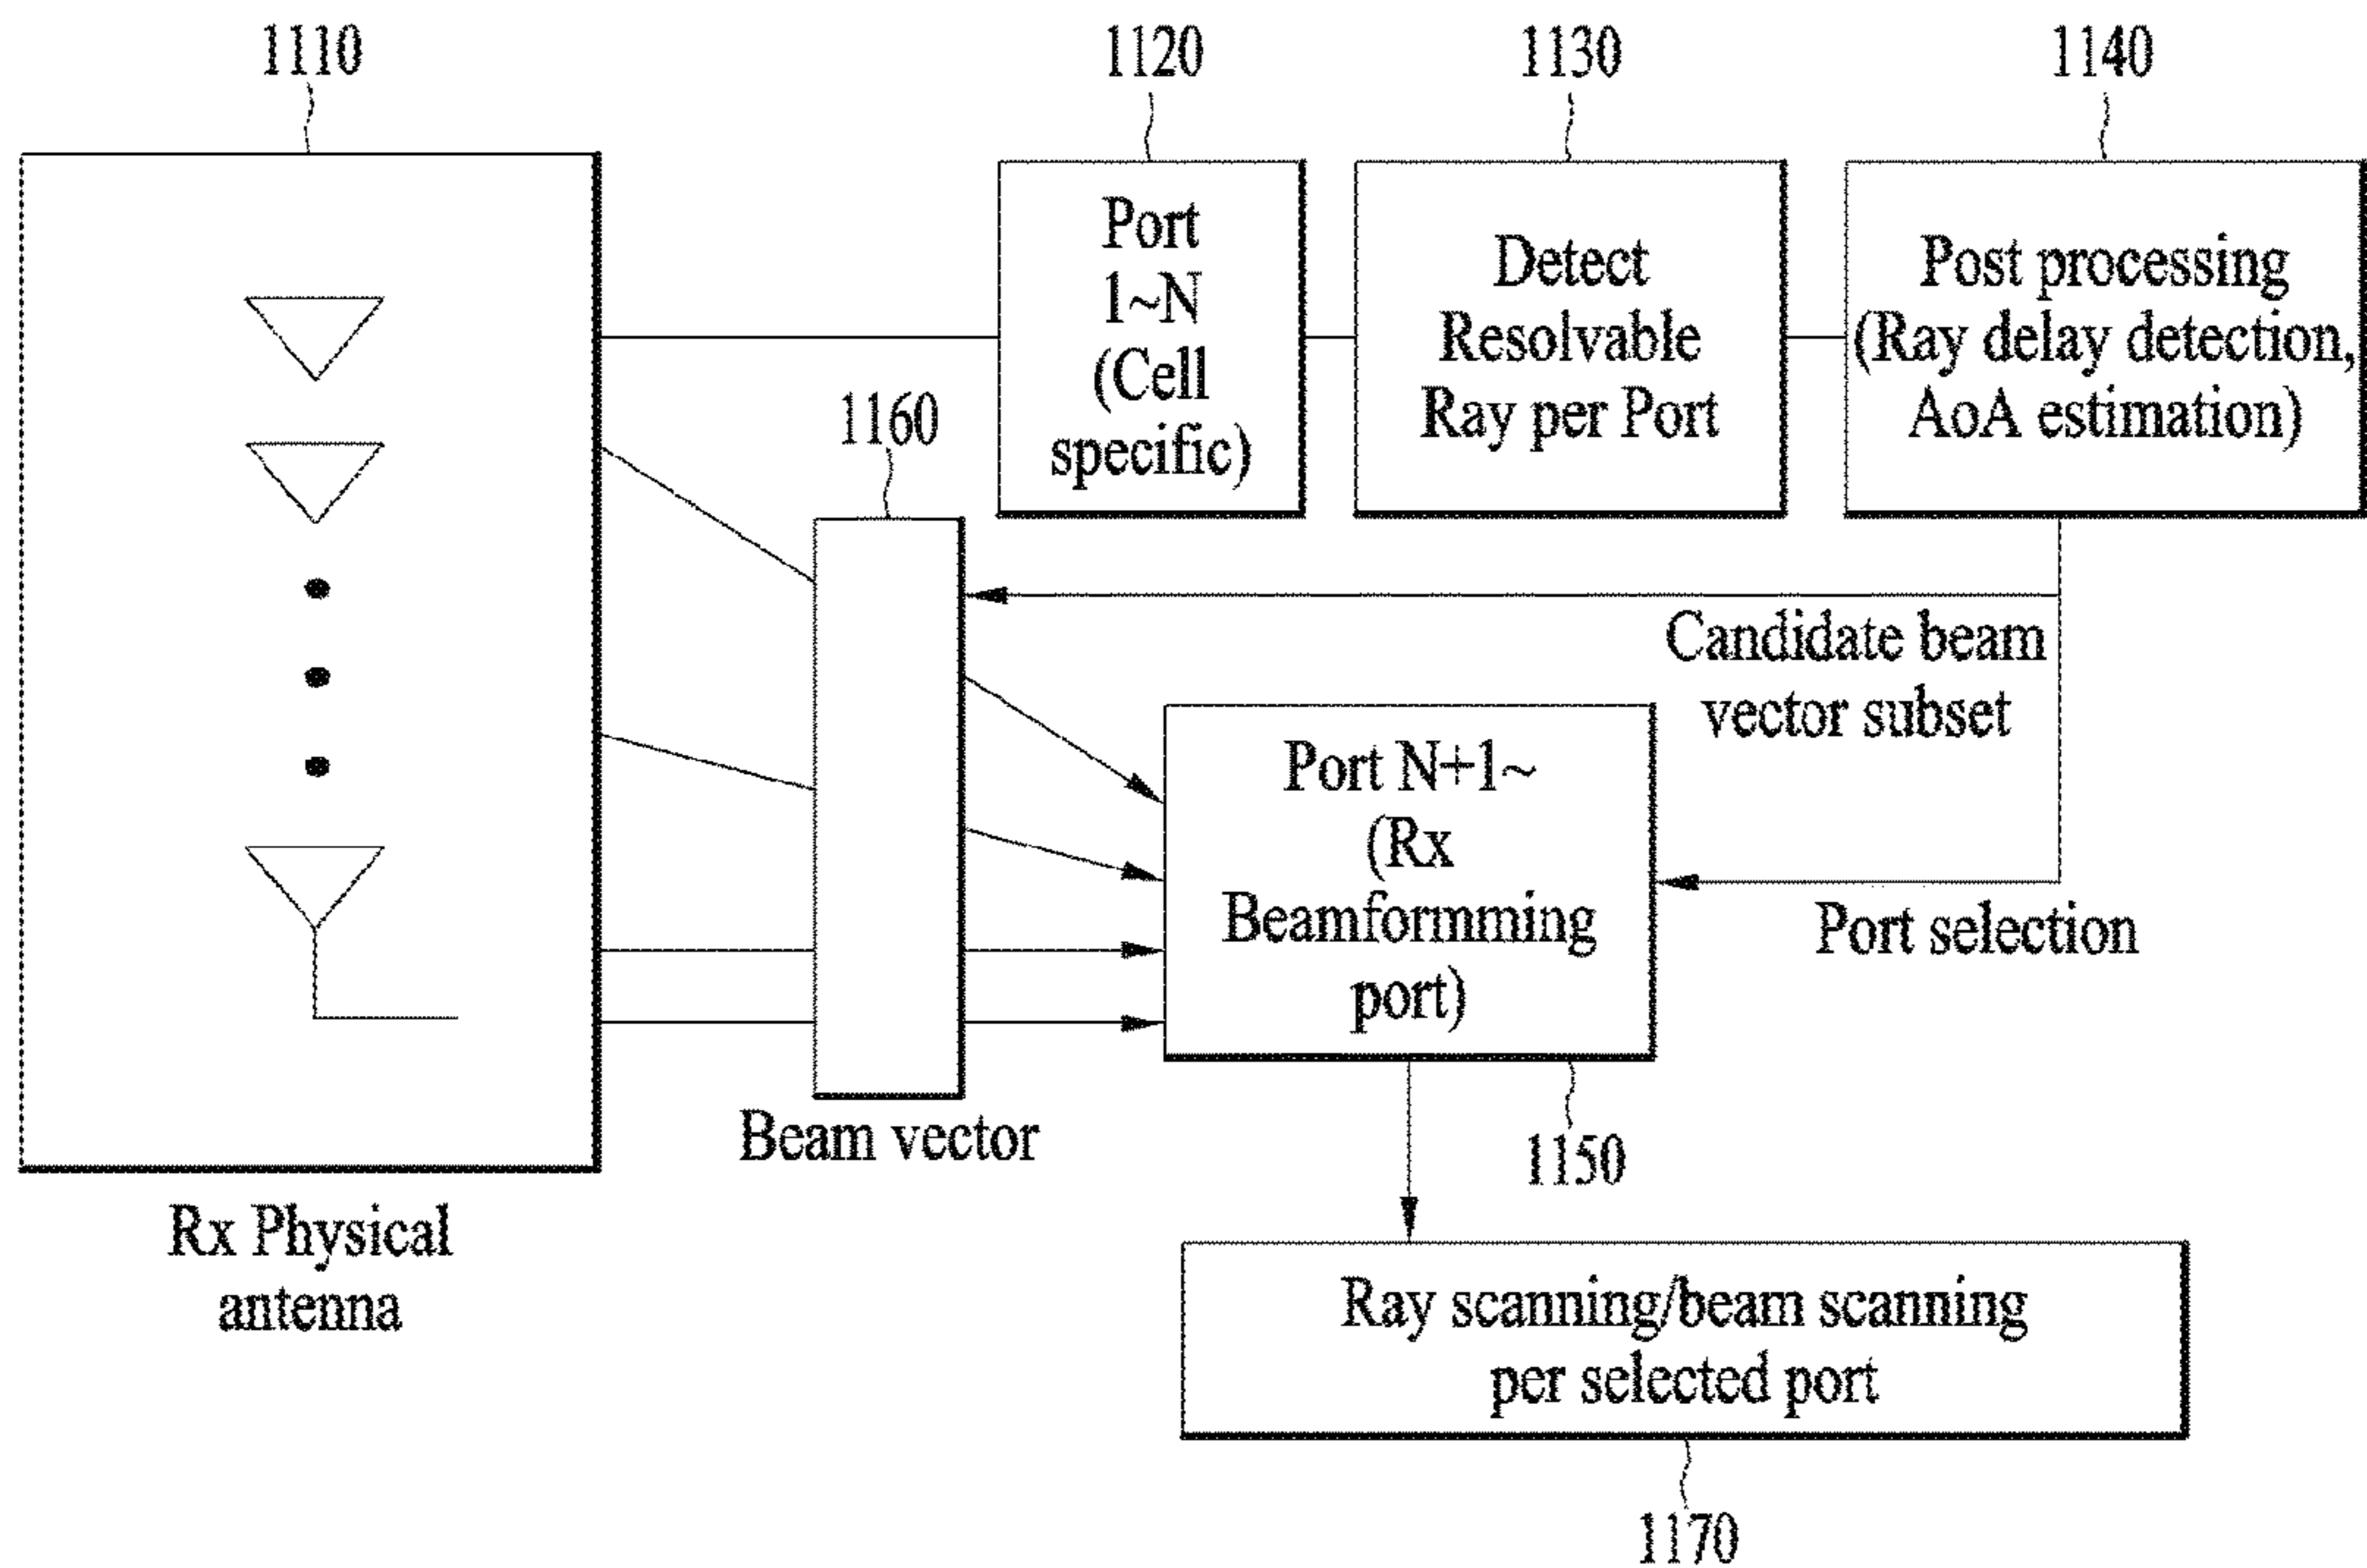 1110
1120
1130
1140
Port
1~N
(Cell
specific)
Detect
Resolvable
Ray per Port
Post processing
(Ray delay detection,
AoA estimation)
1160
Candidate beam
vector subset
Port N+1~
(Rx
Beamformming
port)
Port selection
Beam vector
1150
Rx Physical
antenna
Ray scanning/beam scanning
per selected port
1170